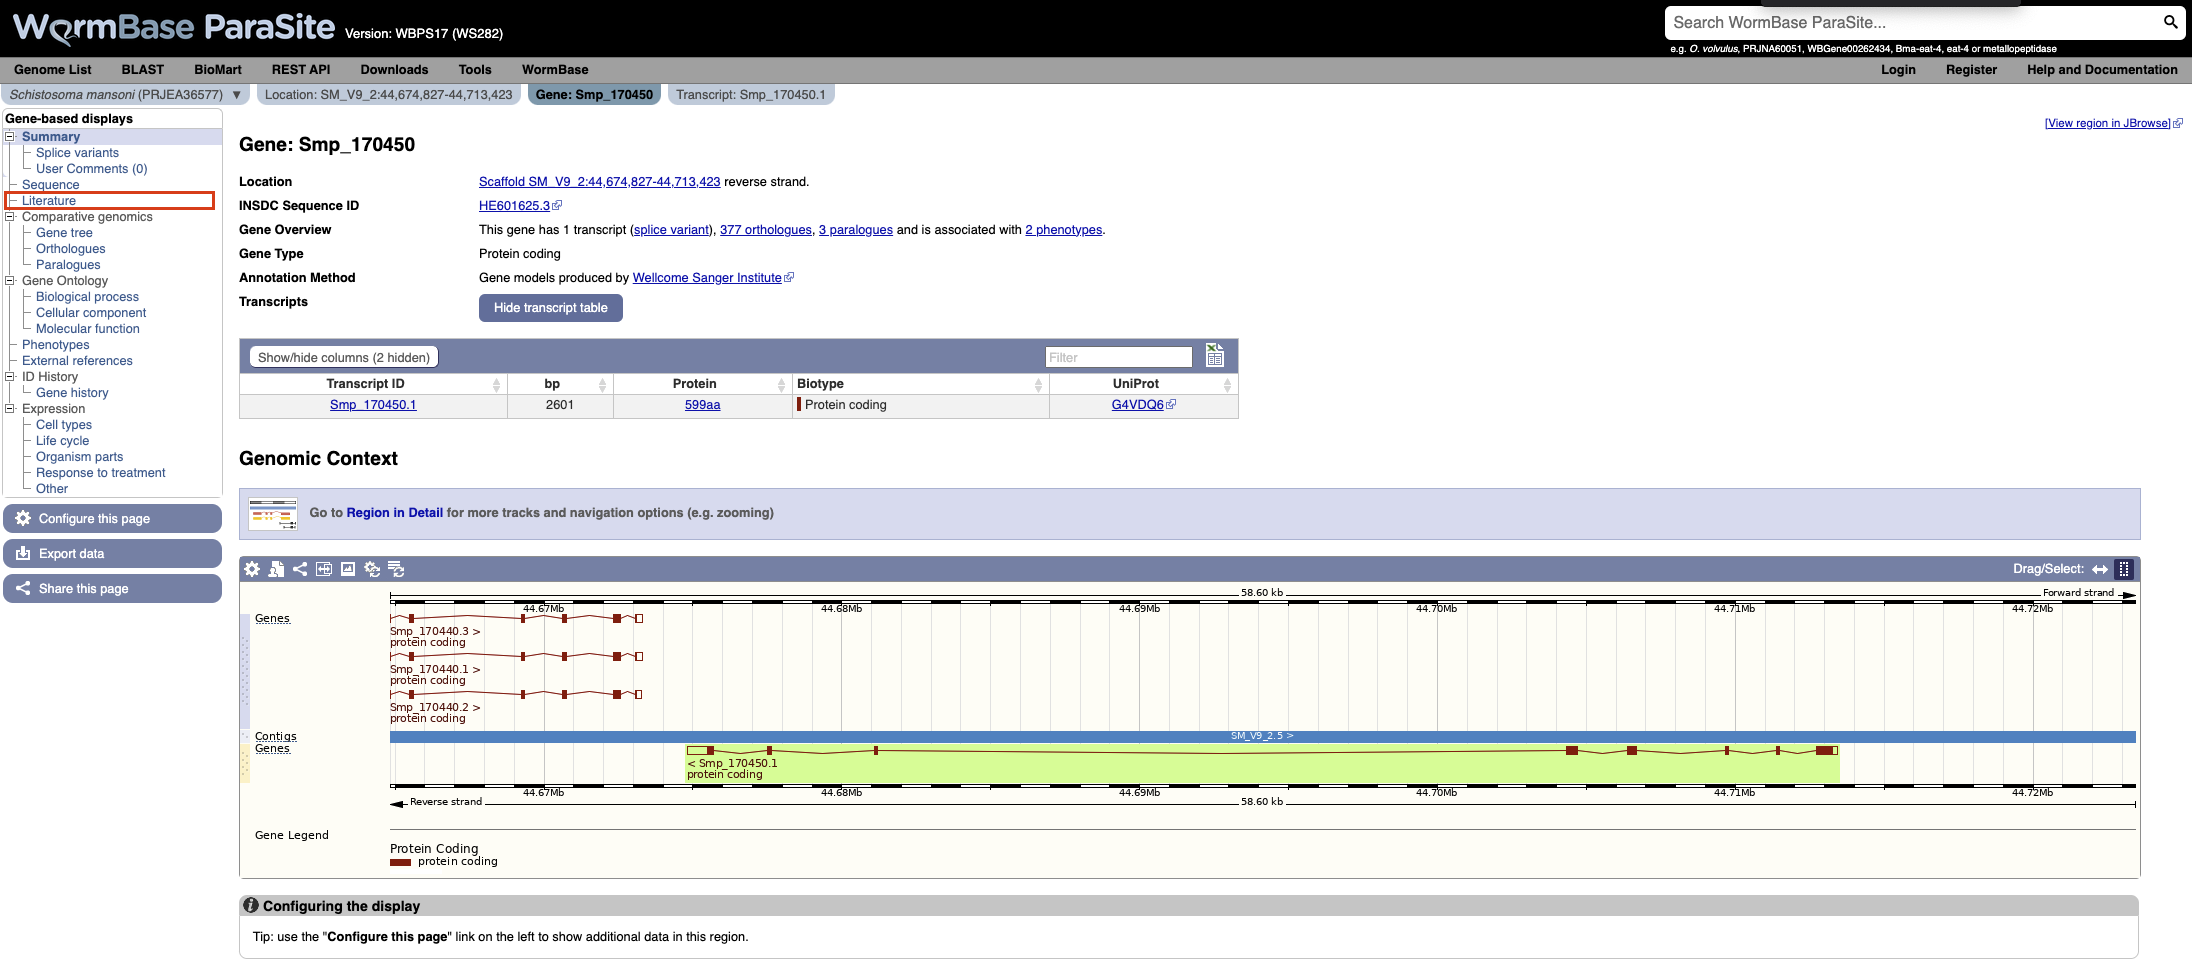 WormBase ParaSite Version: WBPS17 (WS282)
Search WormBase ParaSite...
e.g. O. volvulus, PRJNA60051, WBGene00262434, Bma-eat-4, eat-4 or metallopeptidase
Genome List BLAST BioMart REST API Downloads Tools WormBase Login Register Help and Documentation
Schistosoma mansoni (PRJEA36577) ▼ Location: SM_V9_2:44,674,827-44,713,423 Gene: Smp_170450 Transcript: Smp_170450.1
Gene-based displays
Summary
Splice variants
User Comments (0)
Sequence
Literature
Comparative genomics
Gene tree
Orthologues
Paralogues
Gene Ontology
Biological process
Cellular component
Molecular function
Phenotypes
External references
ID History
Gene history
Expression
Cell types
Life cycle
Organism parts
Response to treatment
Other
Configure this page
Export data
Share this page
[View region in JBrowse]
Gene: Smp_170450
Location Scaffold SM_V9_2:44,674,827-44,713,423 reverse strand.
INSDC Sequence ID HE601625.3
Gene Overview This gene has 1 transcript (splice variant), 377 orthologues, 3 paralogues and is associated with 2 phenotypes.
Gene Type Protein coding
Annotation Method Gene models produced by Wellcome Sanger Institute
Transcripts Hide transcript table
Show/hide columns (2 hidden) Filter
Transcript ID bp Protein Biotype UniProt
Smp_170450.1 2601 599aa Protein coding G4VDQ6
Genomic Context
Go to Region in Detail for more tracks and navigation options (e.g. zooming)
Drag/Select:
58.60 kb Forward strand
44.67Mb 44.68Mb 44.69Mb 44.70Mb 44.71Mb 44.72Mb
Genes
Smp_170440.3 >
protein coding
Smp_170440.1 >
protein coding
Smp_170440.2 >
protein coding
Contigs SM_V9_2.5 >
Genes
< Smp_170450.1
protein coding
44.67Mb 44.68Mb 44.69Mb 44.70Mb 44.71Mb 44.72Mb
Reverse strand 58.60 kb
Gene Legend
Protein Coding
protein coding
Configuring the display
Tip: use the "Configure this page" link on the left to show additional data in this region.